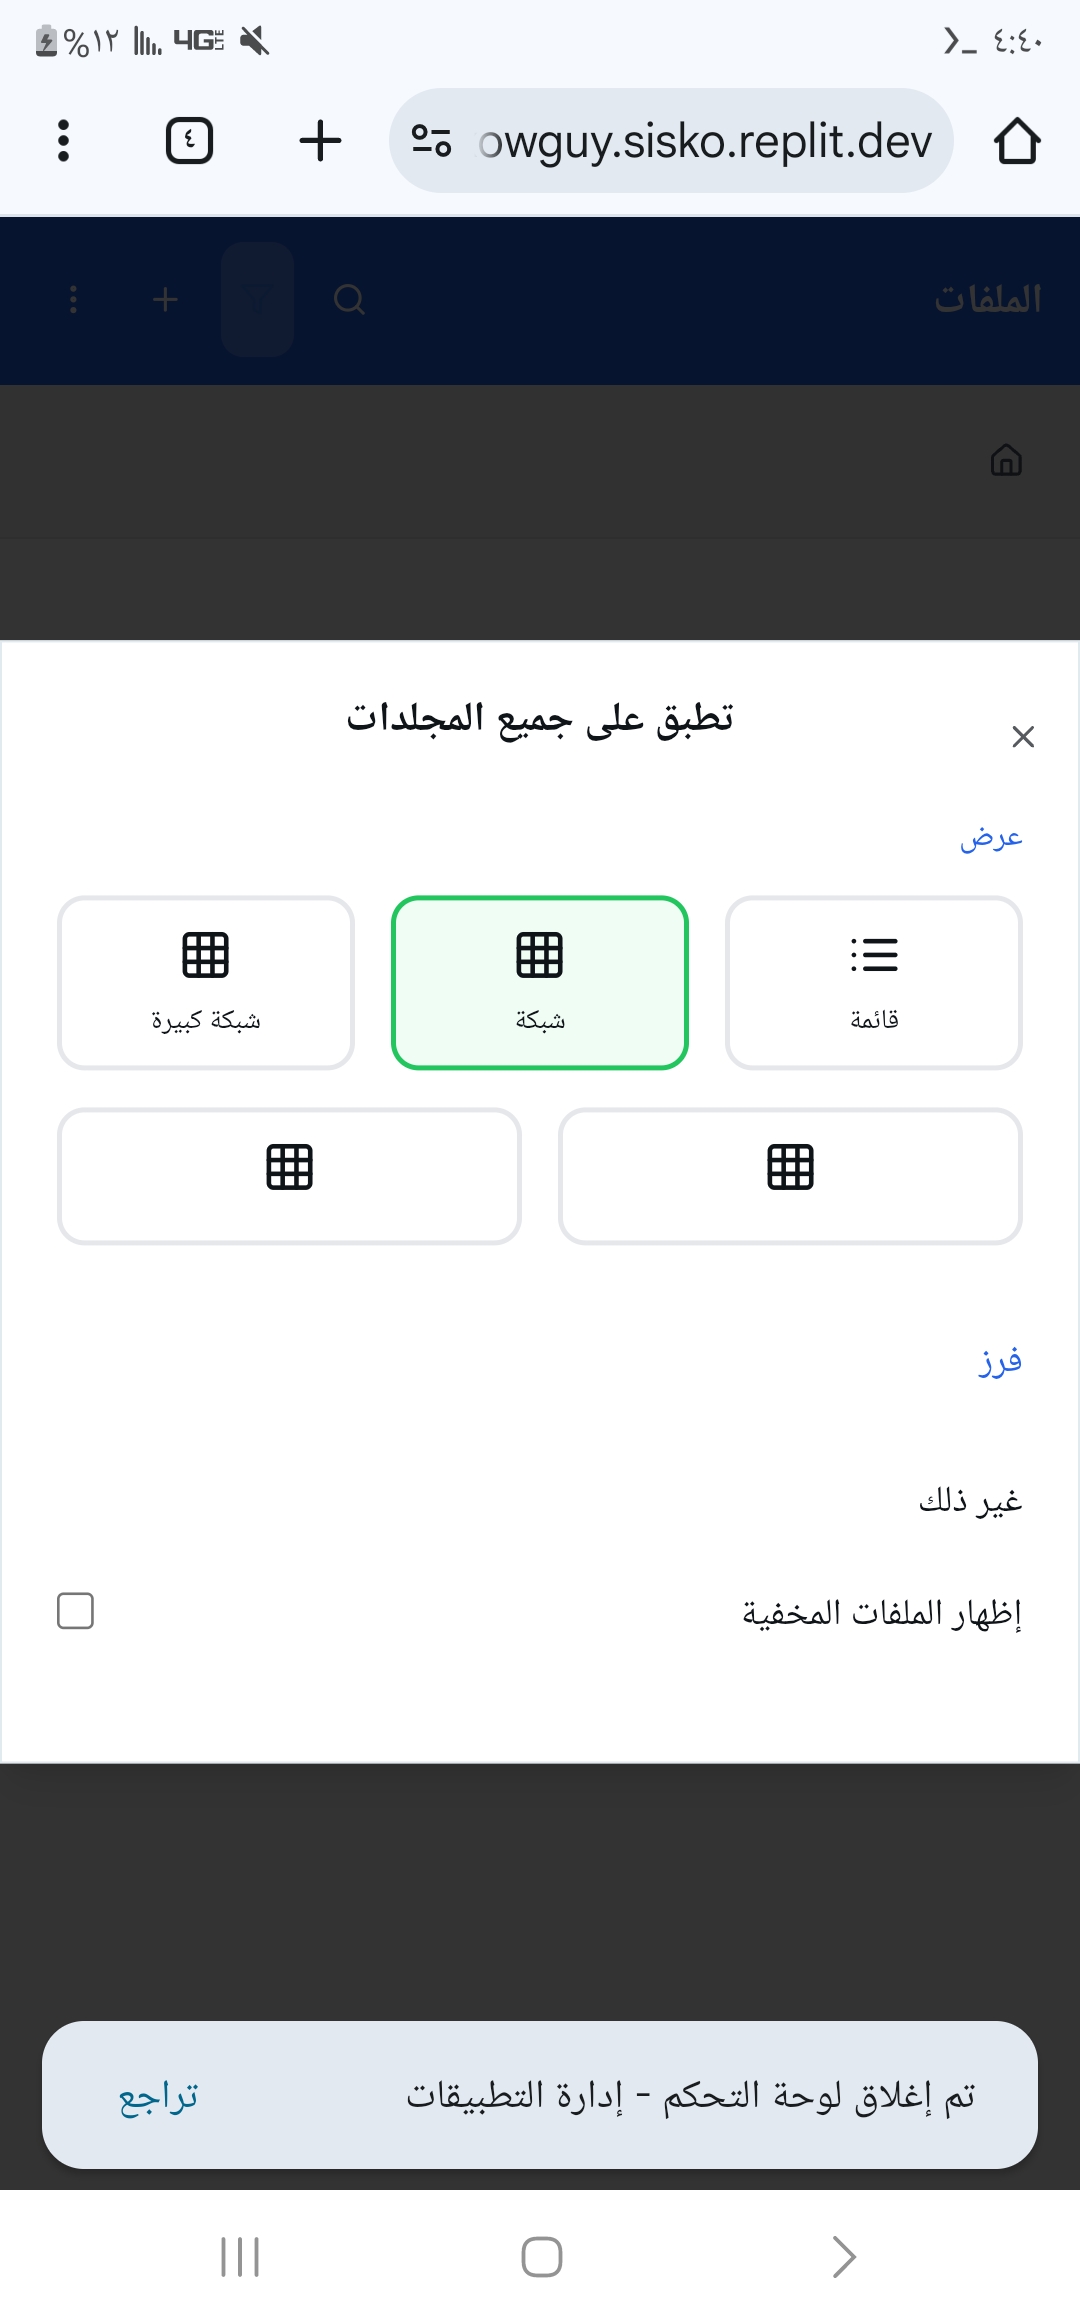 ٤:٤٠
4G LTE %١٢
owguy.sisko.replit.dev
٤
الملفات
تطبق على جميع المجلدات
عرض
قائمة
شبكة
شبكة كبيرة
فرز
غير ذلك
إظهار الملفات المخفية
تم إغلاق لوحة التحكم - إدارة التطبيقات
تراجع